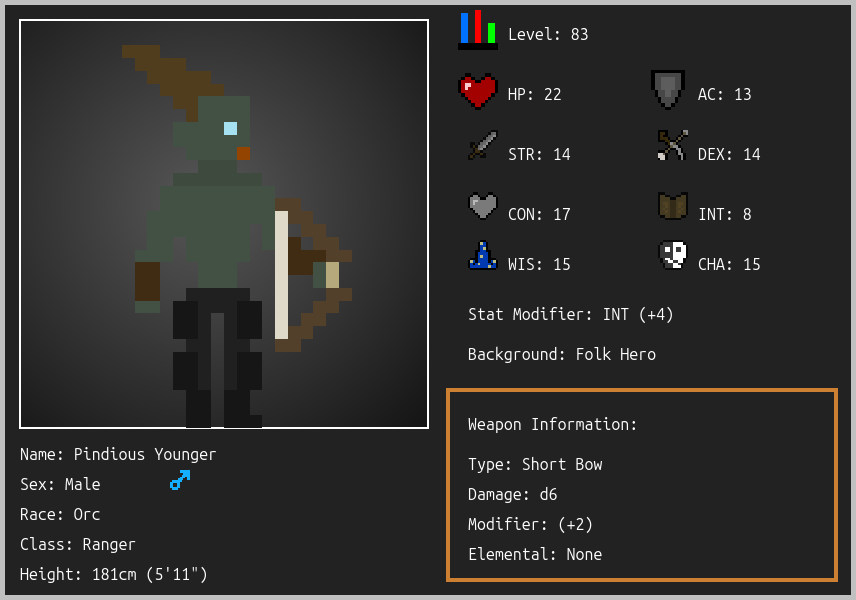 Level: 83
HP: 22
AC: 13
STR: 14
DEX: 14
CON: 17
INT: 8
WIS: 15
CHA: 15
Stat Modifier: INT (+4)
Background: Folk Hero
Weapon Information:
Type: Short Bow
Damage: d6
Modifier: (+2)
Elemental: None
Name: Pindious Younger
Sex: Male
Race: Orc
Class: Ranger
Height: 181cm (5'11")